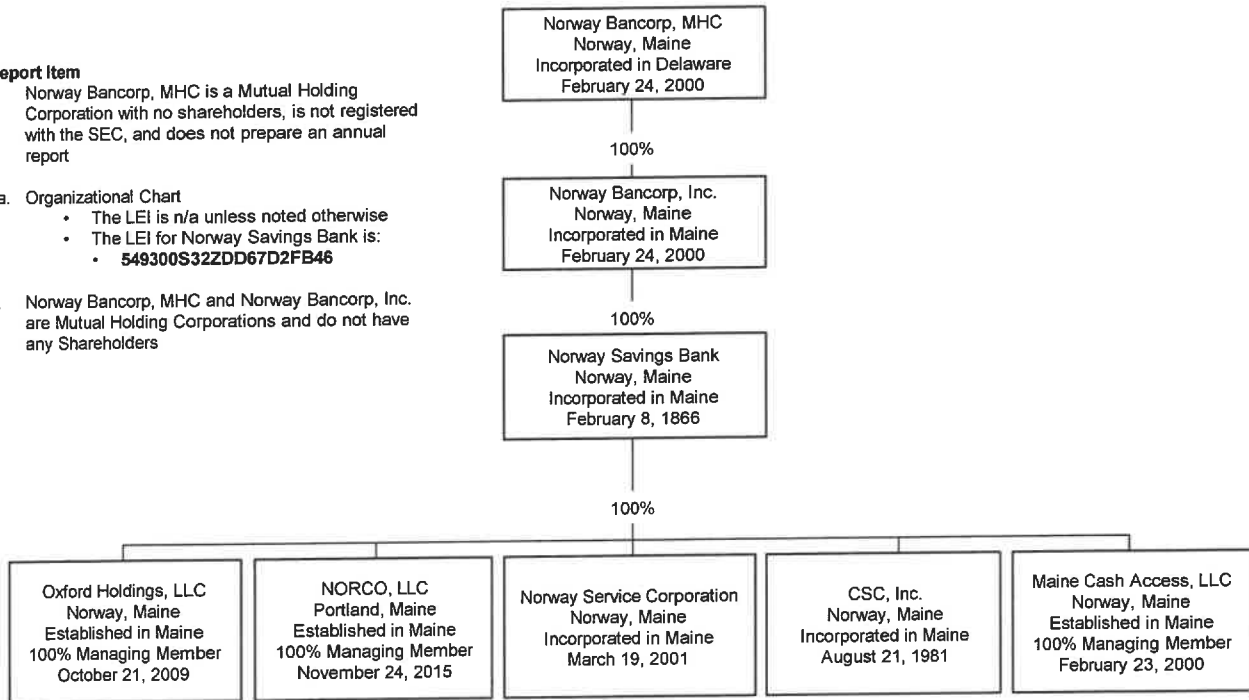 eport Item
Norway Bancorp, MHC is a Mutual Holding
Corporation with no shareholders, is not registered
with the SEC, and does not prepare an annual
report
a. Organizational Chart
• The LEI is n/a unless noted otherwise
• The LEI for Norway Savings Bank is:
• 549300S32ZDD67D2FB46
Norway Bancorp, MHC and Norway Bancorp, Inc.
are Mutual Holding Corporations and do not have
any Shareholders
Norway Bancorp, MHC
Norway, Maine
Incorporated in Delaware
February 24, 2000
100%
Norway Bancorp, Inc.
Norway, Maine
Incorporated in Maine
February 24, 2000
100%
Norway Savings Bank
Norway, Maine
Incorporated in Maine
February 8, 1866
100%
Oxford Holdings, LLC
Norway, Maine
Established in Maine
100% Managing Member
October 21, 2009
NORCO, LLC
Portland, Maine
Established in Maine
100% Managing Member
November 24, 2015
Norway Service Corporation
Norway, Maine
Incorporated in Maine
March 19, 2001
CSC, Inc.
Norway, Maine
Incorporated in Maine
August 21, 1981
Maine Cash Access, LLC
Norway, Maine
Established in Maine
100% Managing Member
February 23, 2000